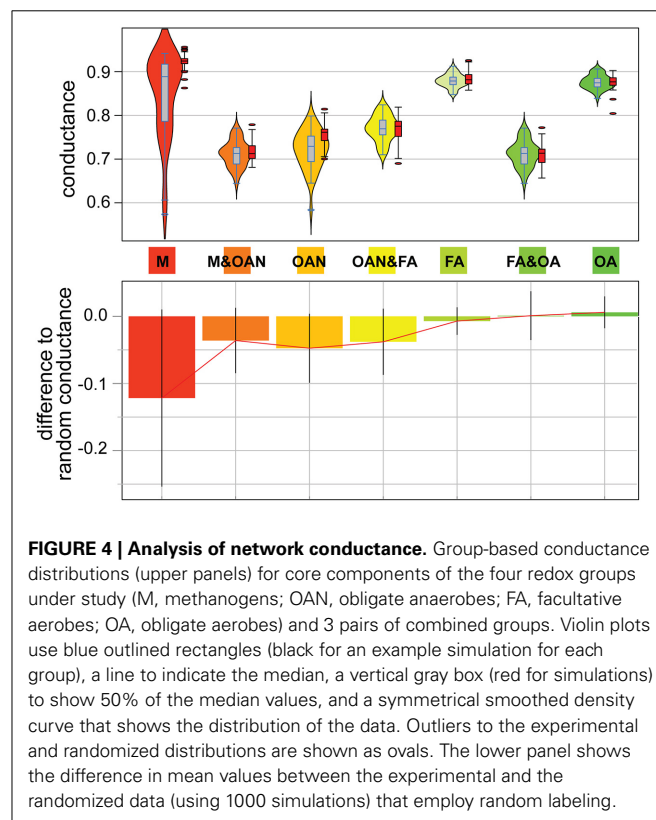 conductance
0.9
0.8
0.7
0.6
M M&OAN OAN OAN&FA FA FA&OA OA
difference to
random conductance
0.0
-0.1
-0.2
FIGURE 4 | Analysis of network conductance. Group-based conductance
distributions (upper panels) for core components of the four redox groups
under study (M, methanogens; OAN, obligate anaerobes; FA, facultative
aerobes; OA, obligate aerobes) and 3 pairs of combined groups. Violin plots
use blue outlined rectangles (black for an example simulation for each
group), a line to indicate the median, a vertical gray box (red for simulations)
to show 50% of the median values, and a symmetrical smoothed density
curve that shows the distribution of the data. Outliers to the experimental
and randomized distributions are shown as ovals. The lower panel shows
the difference in mean values between the experimental and the
randomized data (using 1000 simulations) that employ random labeling.